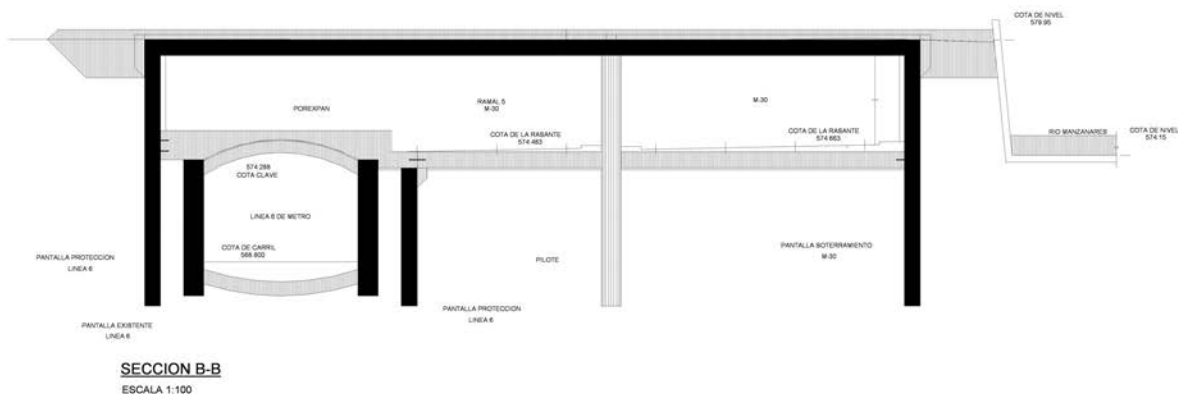 COTA DE NIVEL
579.95
POREXPAN
RAMAL 5
M-30
M-30
COTA DE LA RASANTE
574.483
COTA DE LA RASANTE
574.663
RIO MANZANARES
COTA DE NIVEL
574.15
574.288
COTA CLAVE
LINEA 6 DE METRO
COTA DE CARRIL
568.800
PANTALLA PROTECCION
LINEA 6
PILOTE
PANTALLA SOTERRAMIENTO
M-30
PANTALLA PROTECCION
LINEA 6
PANTALLA EXISTENTE
LINEA 6
SECCION B-B
ESCALA 1:100